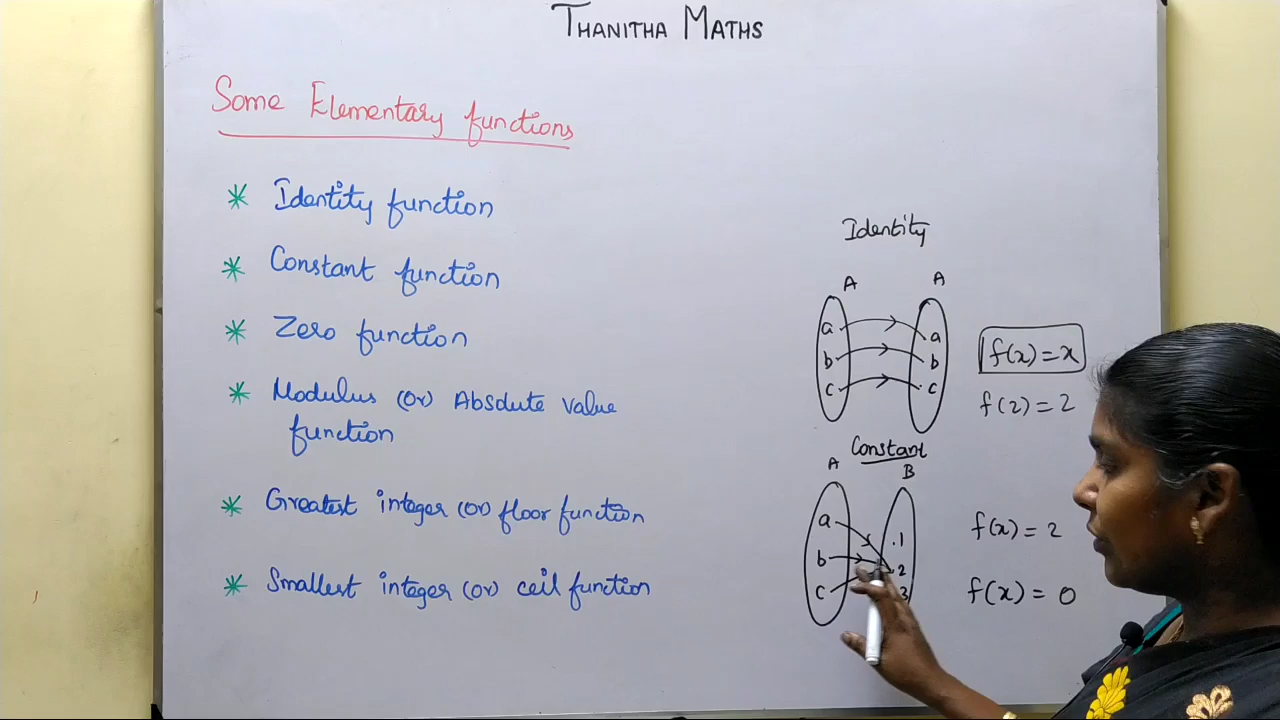 THANITHA MATHS
Some Elementary functions
* Identity function
* Constant function
* Zero function
* Modulus (or) Absolute value
function
* Greatest integer (or) floor function
* Smallest integer (or) ceil function
Identity
A A
a a
b b
c c
f(x) = x
f(2) = 2
Constant
A B
a .1
b .2
c 3
f(x) = 2
f(x) = 0